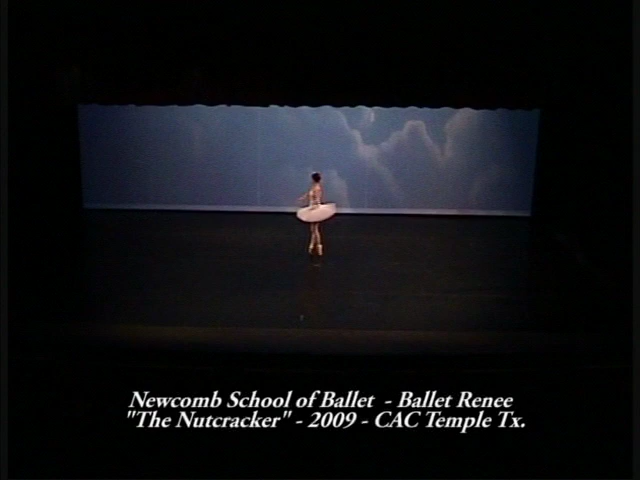 Newcomb School of Ballet - Ballet Renee
"The Nutcracker" - 2009 - CAC Temple Tx.